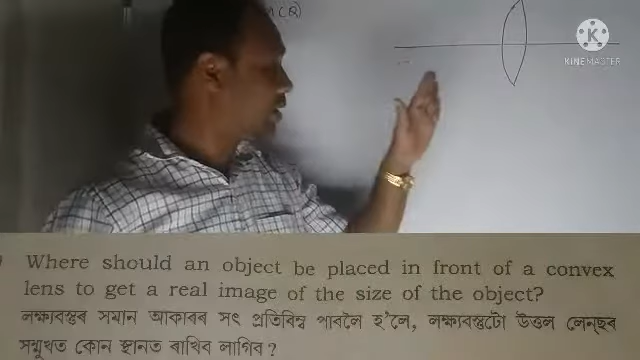 KINEMASTER
Where should an object be placed in front of a convex
lens to get a real image of the size of the object?
লক্ষ্যবস্তুৰ সমান আকাৰৰ সৎ প্ৰতিবিম্ব পাবলৈ হ'লে, লক্ষ্যবস্তুটো উত্তল লেন্ছৰ
সন্মুখত কোন স্থানত ৰাখিব লাগিব ?